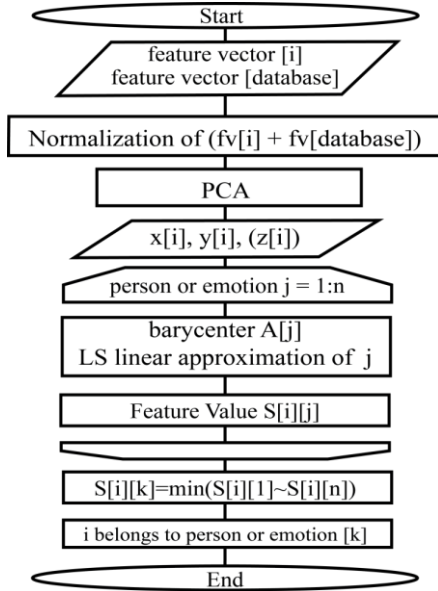 Start
feature vector [i]
feature vector [database]
Normalization of (fv[i] + fv[database])
PCA
x[i], y[i], (z[i])
person or emotion j = 1:n
barycenter A[j]
LS linear approximation of j
Feature Value S[i][j]
S[i][k]=min(S[i][1]~S[i][n])
i belongs to person or emotion [k]
End